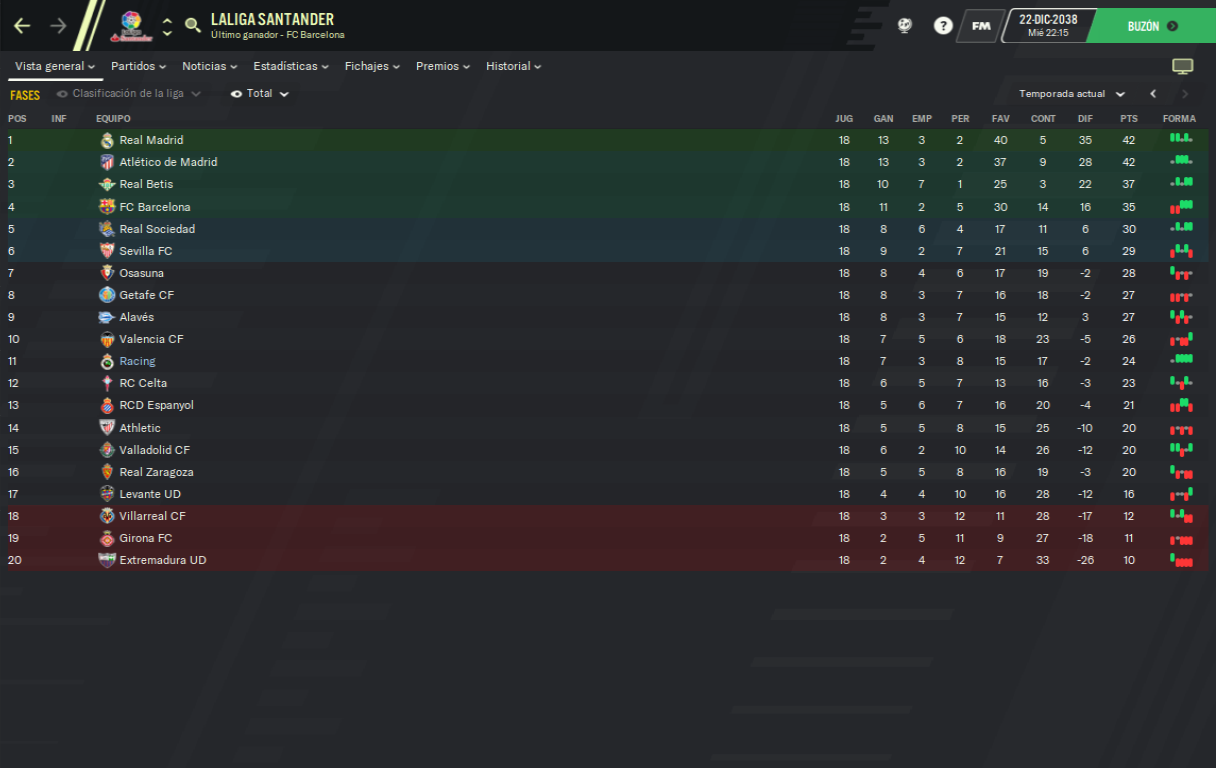 LALIGA SANTANDER
Último ganador - FC Barcelona
? FM 22-DIC-2038
Mié 22:15
BUZÓN
Vista general Partidos Noticias Estadísticas Fichajes Premios Historial
FASES Clasificación de la liga Total Temporada actual
POS INF EQUIPO JUG GAN EMP PER FAV CONT DIF PTS FORMA
1 Real Madrid 18 13 3 2 40 5 35 42
2 Atlético de Madrid 18 13 3 2 37 9 28 42
3 Real Betis 18 10 7 1 25 3 22 37
4 FC Barcelona 18 11 2 5 30 14 16 35
5 Real Sociedad 18 8 6 4 17 11 6 30
6 Sevilla FC 18 9 2 7 21 15 6 29
7 Osasuna 18 8 4 6 17 19 -2 28
8 Getafe CF 18 8 3 7 16 18 -2 27
9 Alavés 18 8 3 7 15 12 3 27
10 Valencia CF 18 7 5 6 18 23 -5 26
11 Racing 18 7 3 8 15 17 -2 24
12 RC Celta 18 6 5 7 13 16 -3 23
13 RCD Espanyol 18 5 6 7 16 20 -4 21
14 Athletic 18 5 5 8 15 25 -10 20
15 Valladolid CF 18 6 2 10 14 26 -12 20
16 Real Zaragoza 18 5 5 8 16 19 -3 20
17 Levante UD 18 4 4 10 16 28 -12 16
18 Villarreal CF 18 3 3 12 11 28 -17 12
19 Girona FC 18 2 5 11 9 27 -18 11
20 Extremadura UD 18 2 4 12 7 33 -26 10